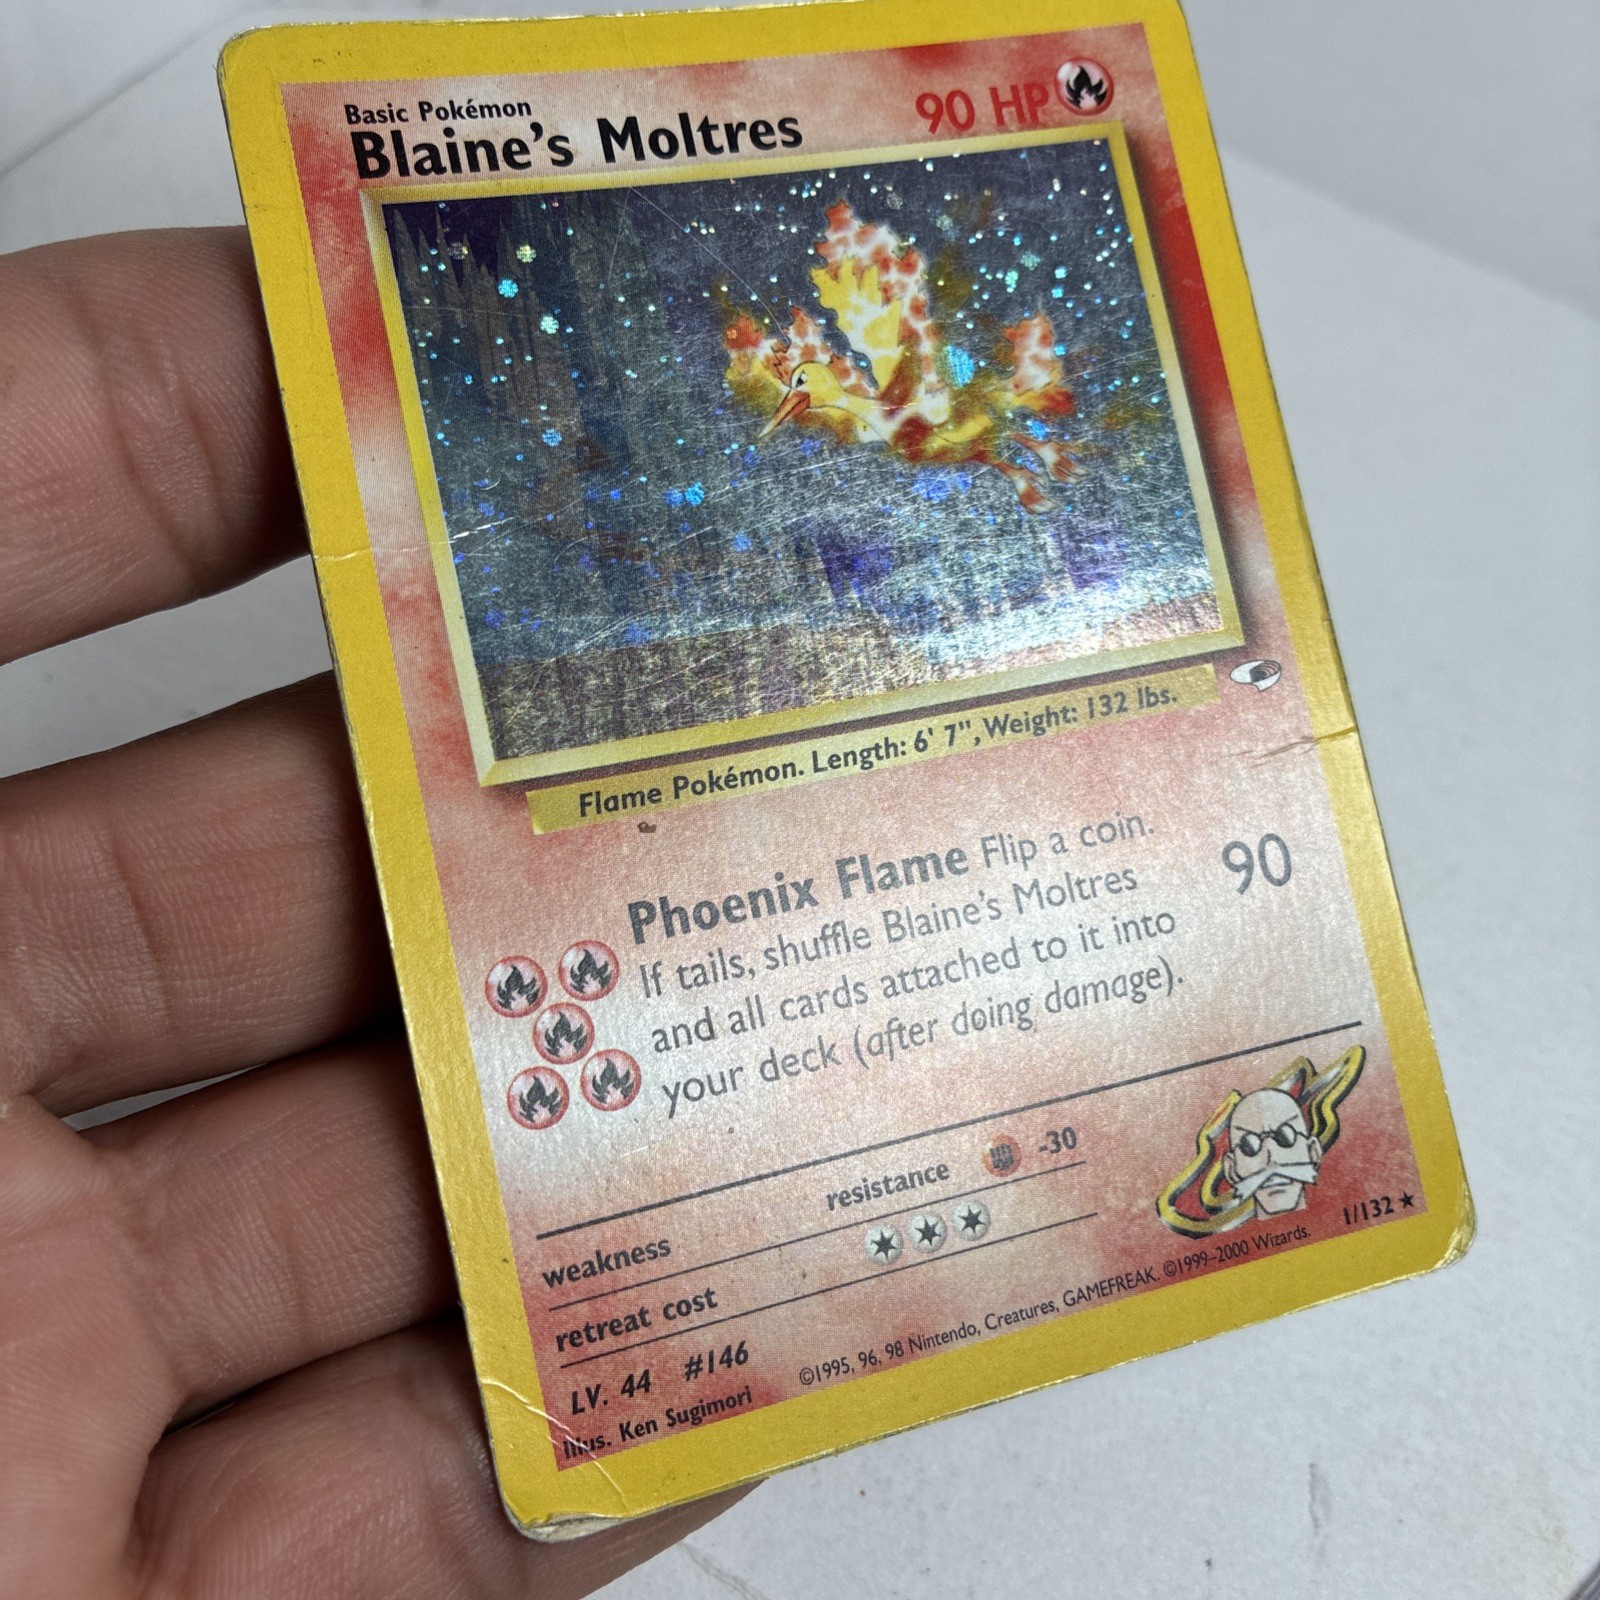 Basic Pokémon
Blaine's Moltres
90 HP
Flame Pokémon. Length: 6' 7", Weight: 132 lbs.
Phoenix Flame Flip a coin.
If tails, shuffle Blaine's Moltres
and all cards attached to it into
your deck (after doing damage).
90
weakness
resistance
-30
retreat cost
LV. 44 #146
1/132 ★
Illus. Ken Sugimori
©1995, 96, 98 Nintendo, Creatures, GAMEFREAK. ©1999–2000 Wizards.